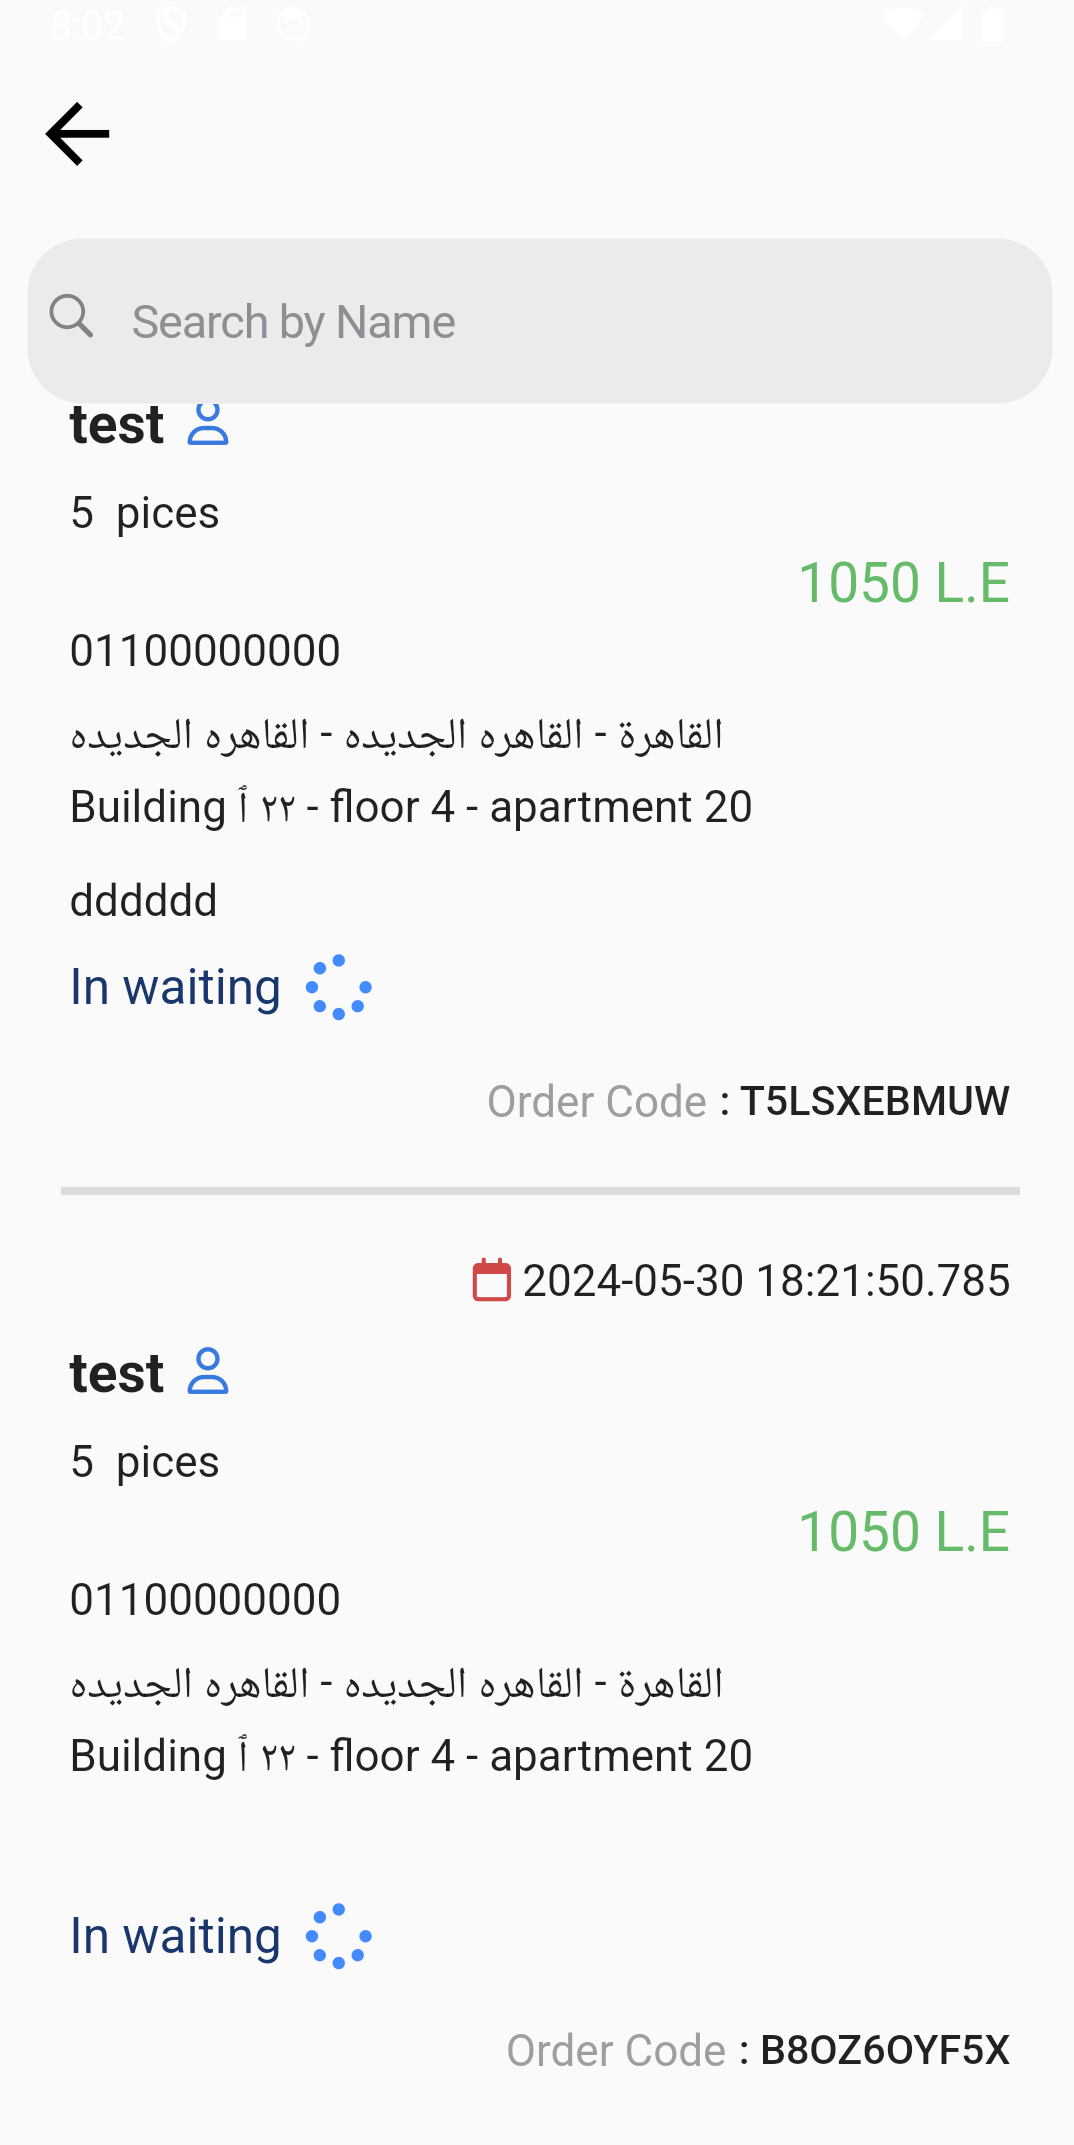 8:02
Search by Name
test
5 pices
1050 L.E
01100000000
القاهرة - القاهره الجديده - القاهره الجديده
Building ٢٢ أ - floor 4 - apartment 20
dddddd
In waiting
Order Code : T5LSXEBMUW
2024-05-30 18:21:50.785
test
5 pices
1050 L.E
01100000000
القاهرة - القاهره الجديده - القاهره الجديده
Building ٢٢ أ - floor 4 - apartment 20
In waiting
Order Code : B8OZ6OYF5X